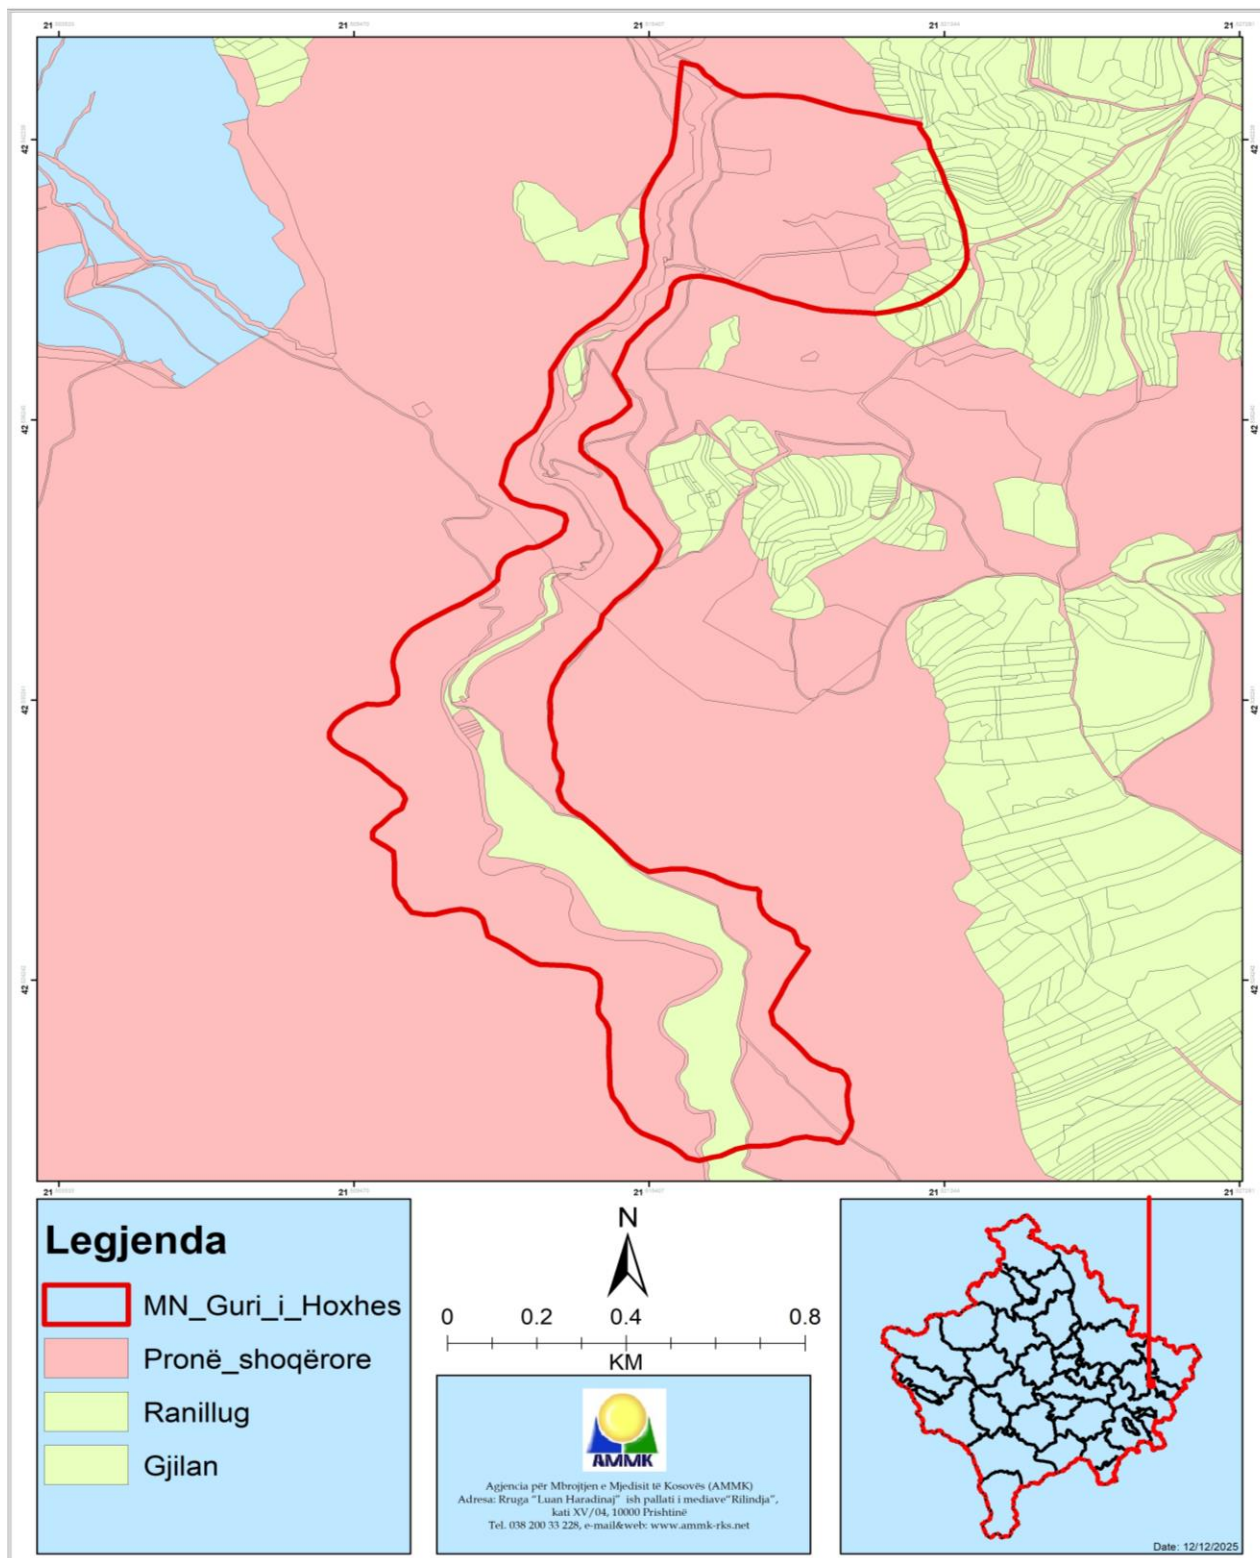 21
21
21
21
21
42
42
42
42
42
42
42
42
21
21
21
21
21
Legjenda
MN_Guri_i_Hoxhes
Pronë_shoqërore
Ranillug
Gjilan
N
0 0.2 0.4 0.8
KM
AMMK
Agjencia për Mbrojtjen e Mjedisit të Kosovës (AMMK)
Adresa: Rruga "Luan Haradinaj" ish pallati i mediave"Rilindja",
kati XV/04, 10000 Prishtinë
Tel. 038 200 33 228, e-mail&web: www.ammk-rks.net
Date: 12/12/2025